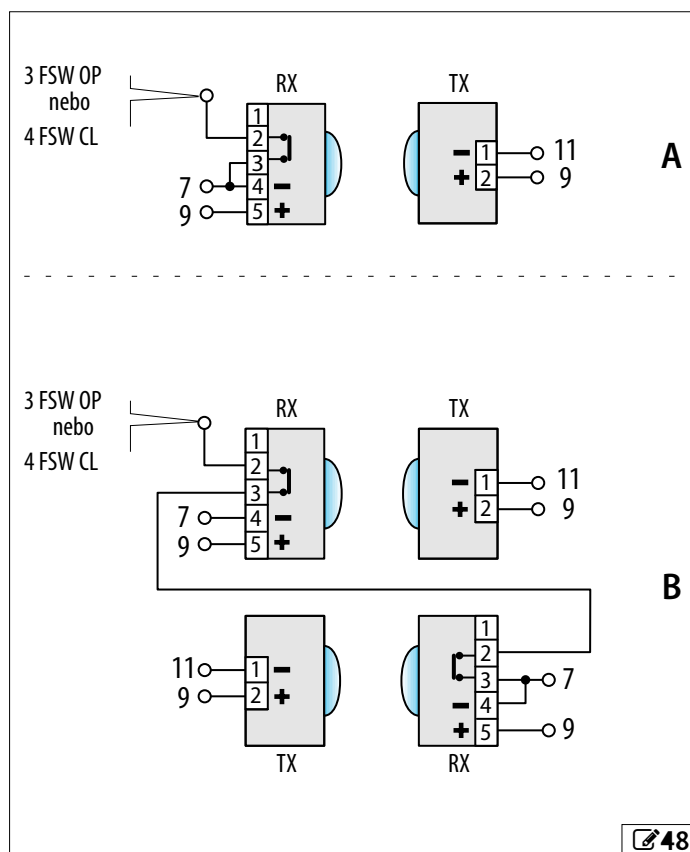 3 FSW OP
nebo
4 FSW CL
RX
1
2
3
4 −
5 +
7
9
TX
− 1
+ 2
11
9
A
3 FSW OP
nebo
4 FSW CL
RX
1
2
3
4 −
5 +
7
9
TX
− 1
+ 2
11
9
B
11
9
1 −
2 +
TX
1
2
3
− 4
+ 5
7
9
RX
48